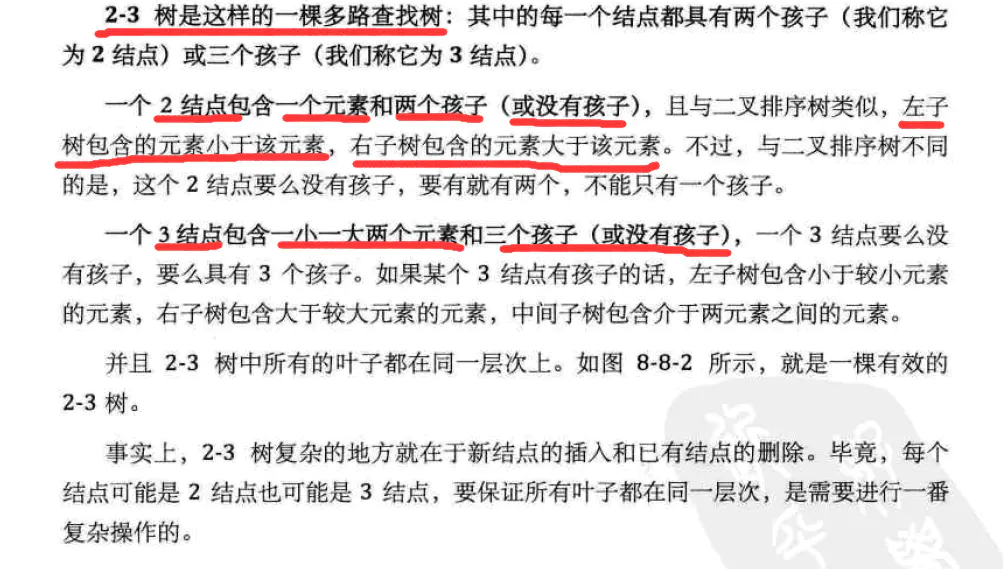 2-3 树是这样的一棵多路查找树：其中的每一个结点都具有两个孩子（我们称它
为 2 结点）或三个孩子（我们称它为 3 结点）。
一个 2 结点包含一个元素和两个孩子（或没有孩子），且与二叉排序树类似，左子
树包含的元素小于该元素，右子树包含的元素大于该元素。不过，与二叉排序树不同
的是，这个 2 结点要么没有孩子，要有就有两个，不能只有一个孩子。
一个 3 结点包含一小一大两个元素和三个孩子（或没有孩子），一个 3 结点要么没
有孩子，要么具有 3 个孩子。如果某个 3 结点有孩子的话，左子树包含小于较小元素
的元素，右子树包含大于较大元素的元素，中间子树包含介于两元素之间的元素。
并且 2-3 树中所有的叶子都在同一层次上。如图 8-8-2 所示，就是一棵有效的
2-3 树。
事实上，2-3 树复杂的地方就在于新结点的插入和已有结点的删除。毕竟，每个
结点可能是 2 结点也可能是 3 结点，要保证所有叶子都在同一层次，是需要进行一番
复杂操作的。